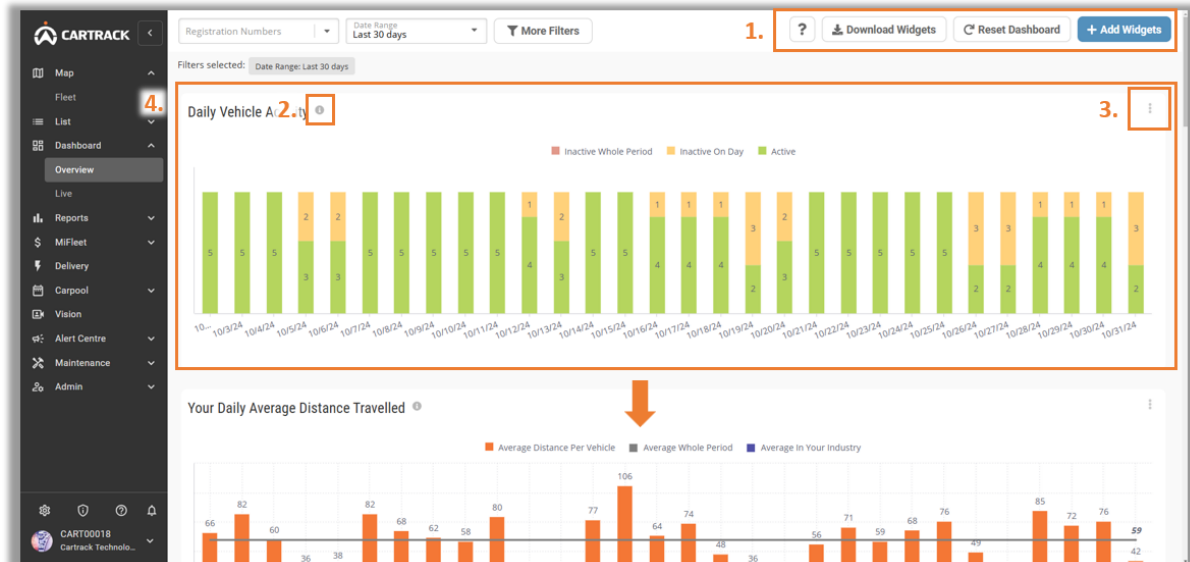 CARTRACK
Registration Numbers
Date Range
Last 30 days
More Filters
1.
?
Download Widgets
Reset Dashboard
+ Add Widgets
Filters selected: Date Range: Last 30 days
Map
Fleet
List
Dashboard
Overview
Live
Reports
MiFleet
Delivery
Carpool
Vision
Alert Centre
Maintenance
Admin
CART00018
Cartrack Technolo...
4.
Daily Vehicle
2.
3.
Inactive Whole Period Inactive On Day Active
2 2 1 2 1 1 1 3 2 3 3 1 1 1 3
5 5 5 3 3 5 5 5 5 5 4 3 5 5 4 4 4 2 3 5 5 5 5 5 2 2 4 4 4 2
10... 10/3/24 10/4/24 10/5/24 10/6/24 10/7/24 10/8/24 10/9/24 10/10/24 10/11/24 10/12/24 10/13/24 10/14/24 10/15/24 10/16/24 10/17/24 10/18/24 10/19/24 10/20/24 10/21/24 10/22/24 10/23/24 10/24/24 10/25/24 10/26/24 10/27/24 10/28/24 10/29/24 10/30/24 10/31/24
Your Daily Average Distance Travelled
Average Distance Per Vehicle Average Whole Period Average In Your Industry
66 82 60 36 38 82 68 62 58 80 77 106 64 74 48 36 56 71 59 68 76 49 85 72 76 59 42